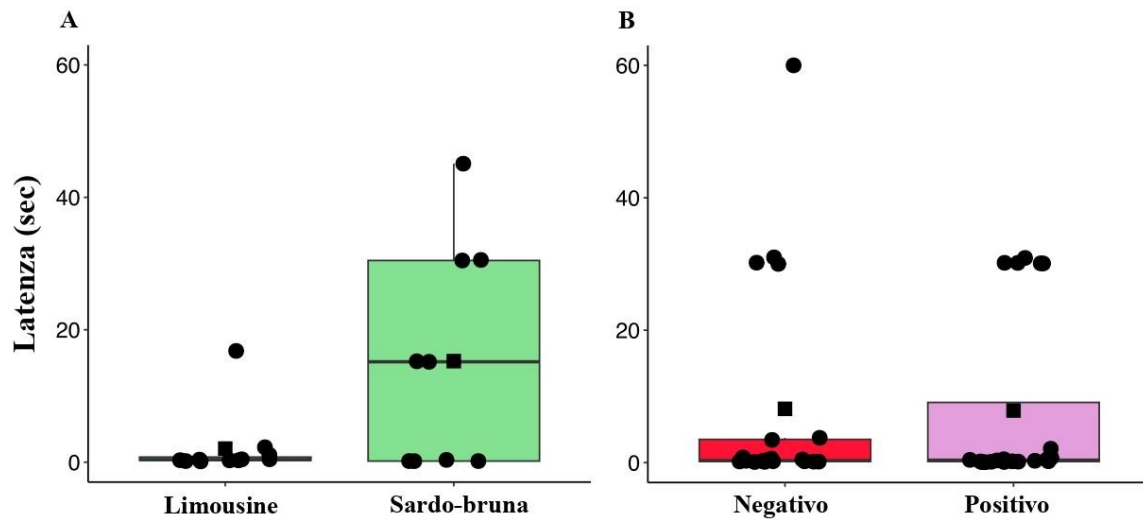 A
B
Latenza (sec)
60
40
20
0
Limousine
Sardo-bruna
60
40
20
0
Negativo
Positivo